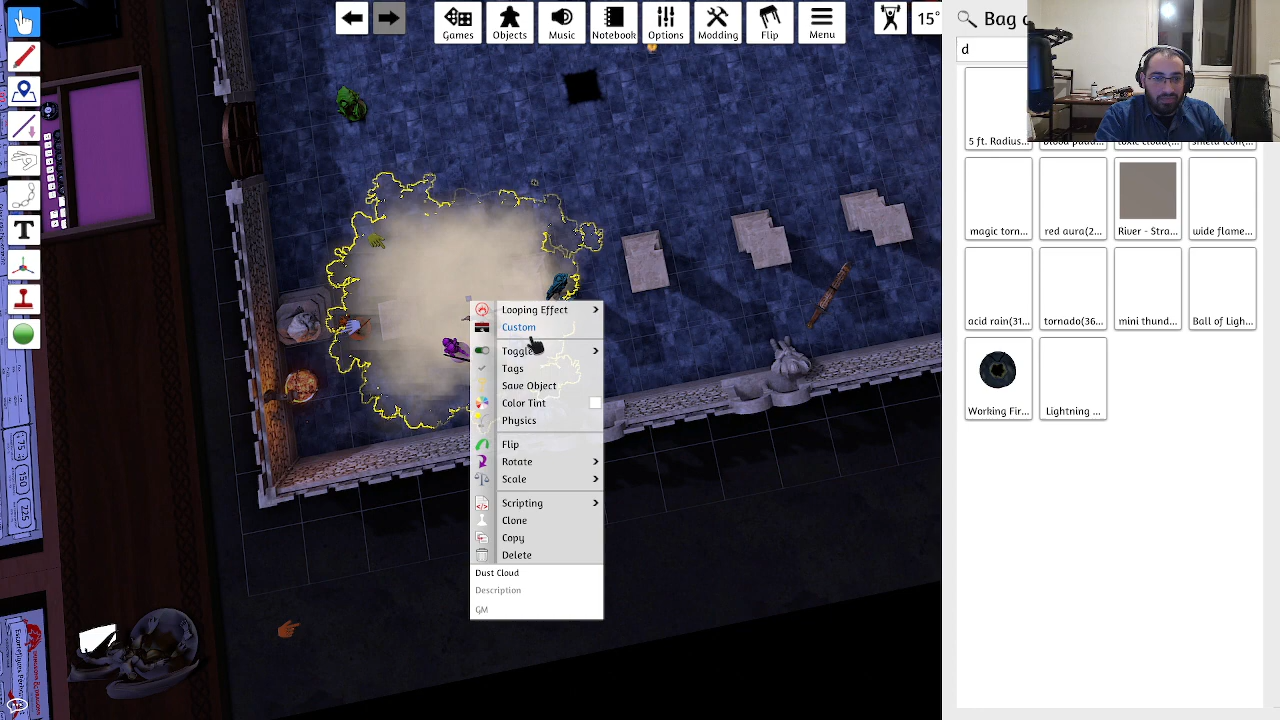 Games
Objects
Music
Notebook
Options
Modding
Flip
Menu
15°
Bag
d
5 ft. Radius...
magic torn...
red aura(2...
River - Stra...
wide flame...
acid rain(31...
tornado(36...
mini thund...
Ball of Ligh...
Working Fir...
Lightning ...
Looping Effect
Custom
Toggle
Tags
Save Object
Color Tint
Physics
Flip
Rotate
Scale
Scripting
Clone
Copy
Delete
Dust Cloud
Description
GM
T